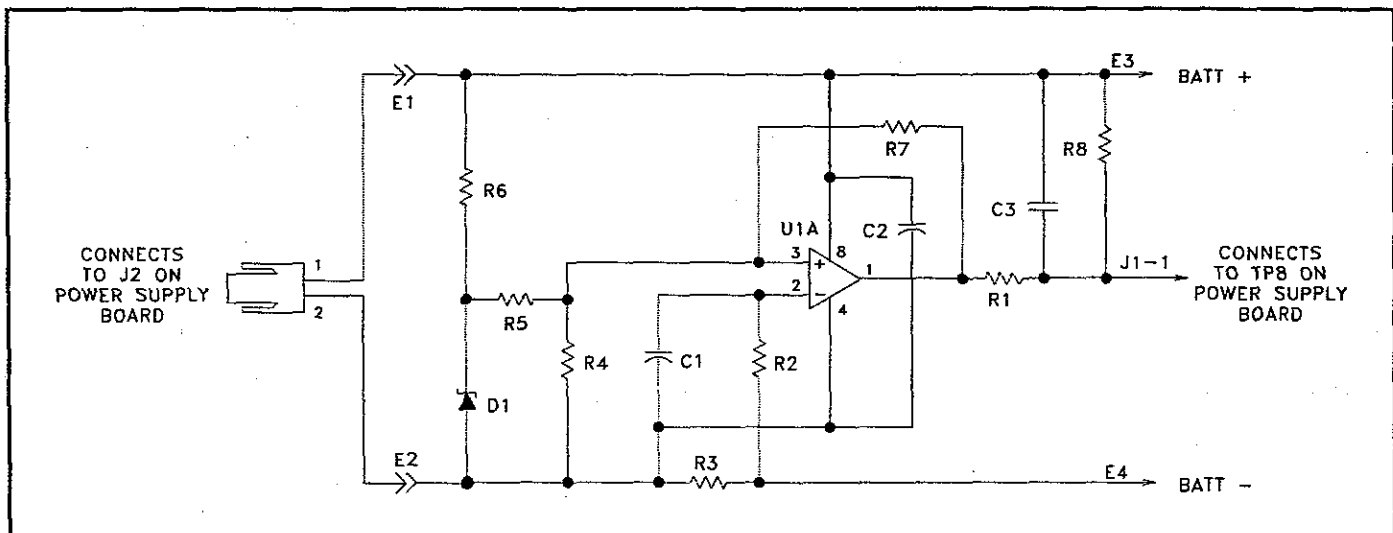 E3
BATT +
E1
R7
R8
R6
C3
U1A
C2
CONNECTS
TO J2 ON
POWER SUPPLY
BOARD
1
2
3
8
2
1
4
R5
R1
J1-1
CONNECTS
TO TP8 ON
POWER SUPPLY
BOARD
R4
C1
R2
D1
E2
R3
E4
BATT -